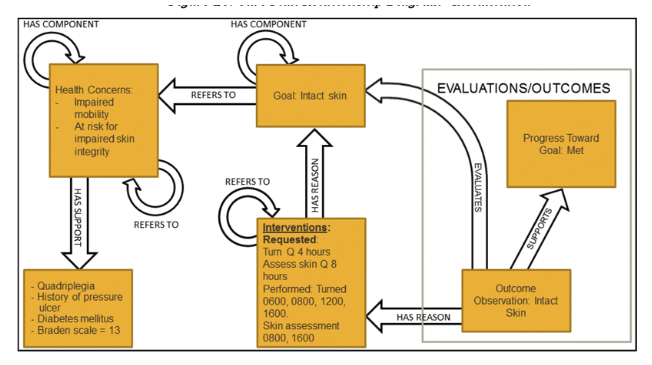 HAS COMPONENT
HAS COMPONENT
Health Concerns:
- Impaired
mobility
- At risk for
impaired skin
integrity
REFERS TO
Goal: Intact skin
EVALUATIONS/OUTCOMES
Progress Toward
Goal: Met
REFERS TO
HAS SUPPORT
REFERS TO
HAS REASON
EVALUATES
SUPPORTS
- Quadriplegia
- History of pressure
ulcer
- Diabetes mellitus
- Braden scale = 13
Interventions:
Requested:
Turn Q 4 hours
Assess skin Q 8
hours
Performed: Turned
0600, 0800, 1200,
1600.
Skin assessment
0800, 1600
HAS REASON
Outcome
Observation: Intact
Skin